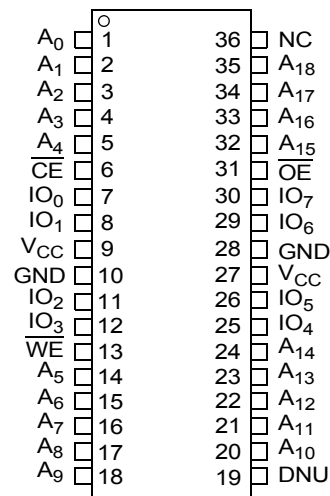 A0 1 36 NC
A1 2 35 A18
A2 3 34 A17
A3 4 33 A16
A4 5 32 A15
C̅E̅ 6 31 O̅E̅
IO0 7 30 IO7
IO1 8 29 IO6
VCC 9 28 GND
GND 10 27 VCC
IO2 11 26 IO5
IO3 12 25 IO4
W̅E̅ 13 24 A14
A5 14 23 A13
A6 15 22 A12
A7 16 21 A11
A8 17 20 A10
A9 18 19 DNU